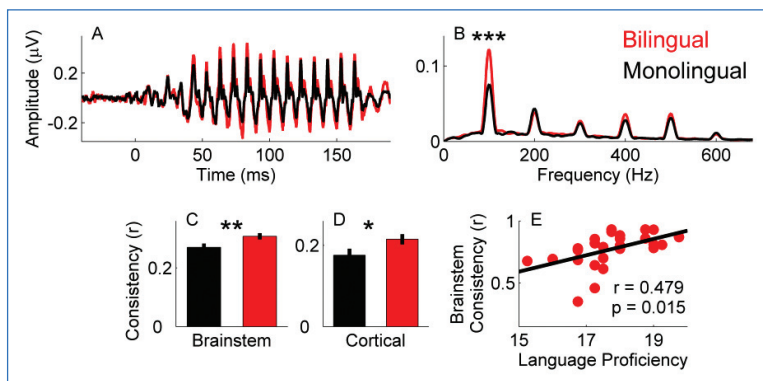 A
Amplitude (µV)
0.2
-0.2
0 50 100 150
Time (ms)
B
***
Bilingual
Monolingual
0.1
0
0 200 400 600
Frequency (Hz)
C
**
Consistency (r)
0.2
0
Brainstem
D
*
0.2
0
Cortical
E
Brainstem
Consistency (r)
1
0.5
r = 0.479
p = 0.015
15 17 19
Language Proficiency